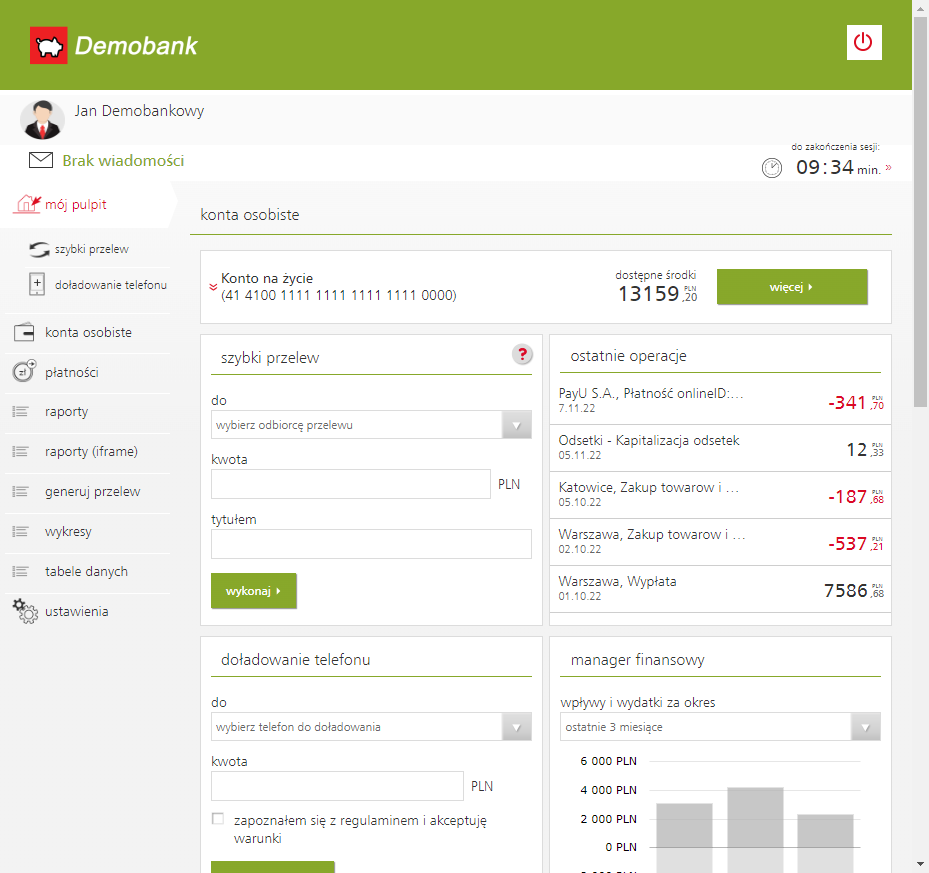 Demobank
Jan Demobankowy
Brak wiadomości
do zakończenia sesji:
09:34 min. »
mój pulpit
szybki przelew
doładowanie telefonu
konta osobiste
płatności
raporty
raporty (iframe)
generuj przelew
wykresy
tabele danych
ustawienia
konta osobiste
Konto na życie
(41 4100 1111 1111 1111 1111 0000)
dostępne środki
13159 PLN ,20
więcej
szybki przelew
?
do
wybierz odbiorcę przelewu
kwota
PLN
tytułem
wykonaj
ostatnie operacje
PayU S.A., Płatność onlineID:...
7.11.22
-341 PLN ,70
Odsetki - Kapitalizacja odsetek
05.11.22
12 PLN ,33
Katowice, Zakup towarow i ...
05.10.22
-187 PLN ,68
Warszawa, Zakup towarow i ...
02.10.22
-537 PLN ,21
Warszawa, Wypłata
01.10.22
7586 PLN ,68
doładowanie telefonu
do
wybierz telefon do doładowania
kwota
PLN
zapoznałem się z regulaminem i akceptuję
warunki
manager finansowy
wpływy i wydatki za okres
ostatnie 3 miesiące
6 000 PLN
4 000 PLN
2 000 PLN
0 PLN